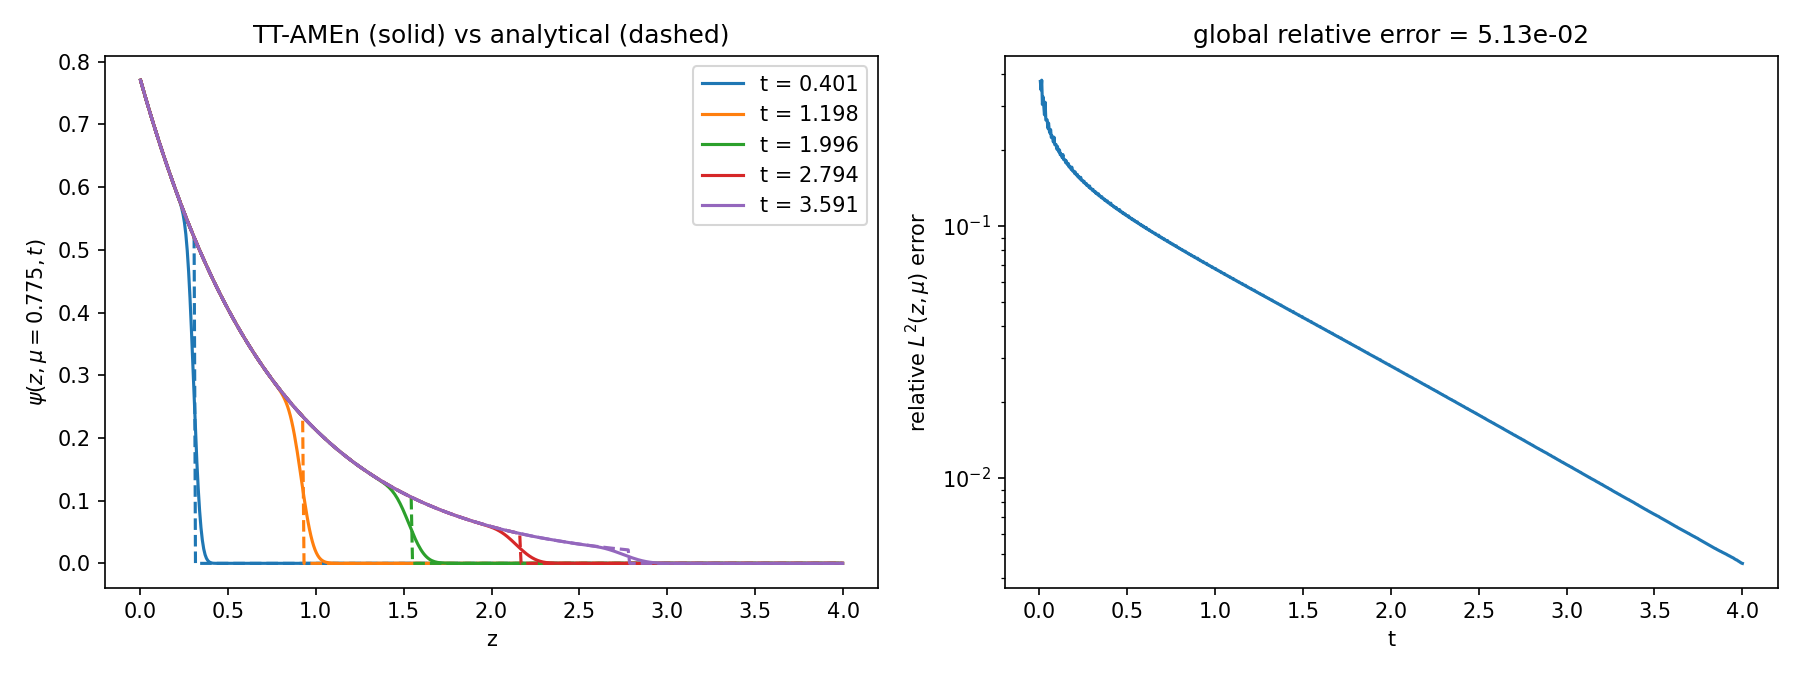 TT-AMEn (solid) vs analytical (dashed)
ψ(z, μ = 0.775, t)
0.8
0.7
0.6
0.5
0.4
0.3
0.2
0.1
0.0
t = 0.401
t = 1.198
t = 1.996
t = 2.794
t = 3.591
0.0 0.5 1.0 1.5 2.0 2.5 3.0 3.5 4.0
z
global relative error = 5.13e-02
relative L²(z, μ) error
10⁻¹
10⁻²
0.0 0.5 1.0 1.5 2.0 2.5 3.0 3.5 4.0
t